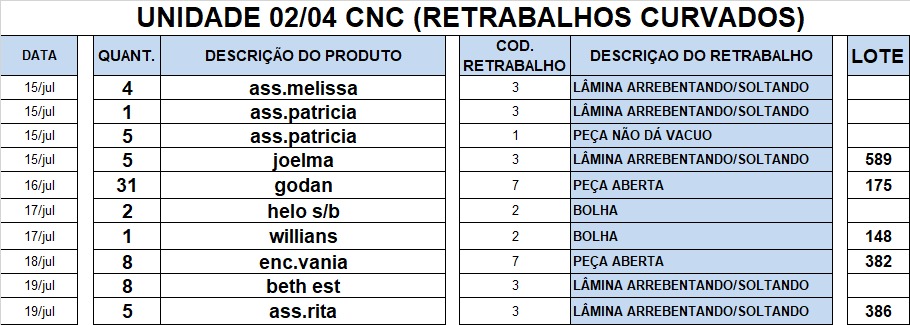 UNIDADE 02/04 CNC (RETRABALHOS CURVADOS)
DATA QUANT. DESCRIÇÃO DO PRODUTO COD. RETRABALHO DESCRIÇAO DO RETRABALHO LOTE
15/jul 4 ass.melissa 3 LÂMINA ARREBENTANDO/SOLTANDO
15/jul 1 ass.patricia 3 LÂMINA ARREBENTANDO/SOLTANDO
15/jul 5 ass.patricia 1 PEÇA NÃO DÁ VACUO
15/jul 5 joelma 3 LÂMINA ARREBENTANDO/SOLTANDO 589
16/jul 31 godan 7 PEÇA ABERTA 175
17/jul 2 helo s/b 2 BOLHA
17/jul 1 willians 2 BOLHA 148
18/jul 8 enc.vania 7 PEÇA ABERTA 382
19/jul 8 beth est 3 LÂMINA ARREBENTANDO/SOLTANDO
19/jul 5 ass.rita 3 LÂMINA ARREBENTANDO/SOLTANDO 386